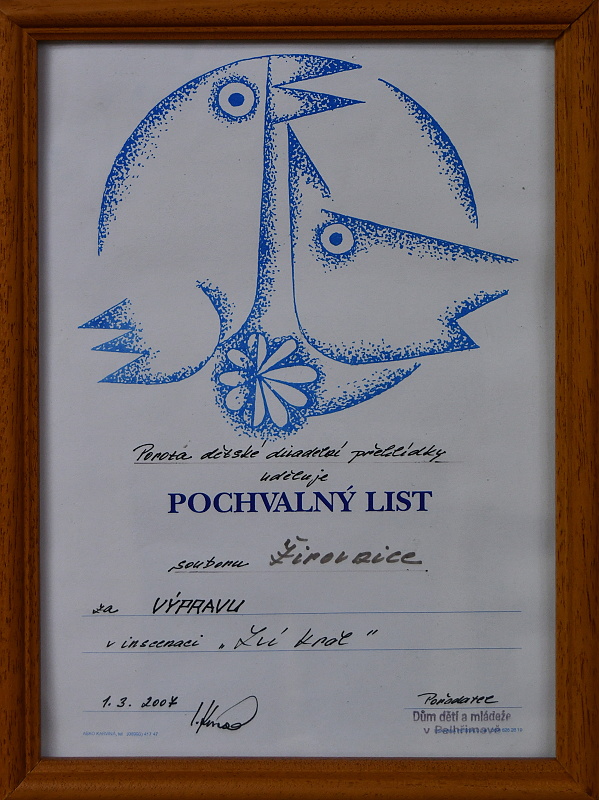 Porota dětské divadelní přehlídky
uděluje
POCHVALNÝ LIST
souboru Žirovnice
za VÝPRAVU
v inscenaci „Lví král“
1. 3. 2007
Pořadatel
Dům dětí a mládeže
v Pelhřimově